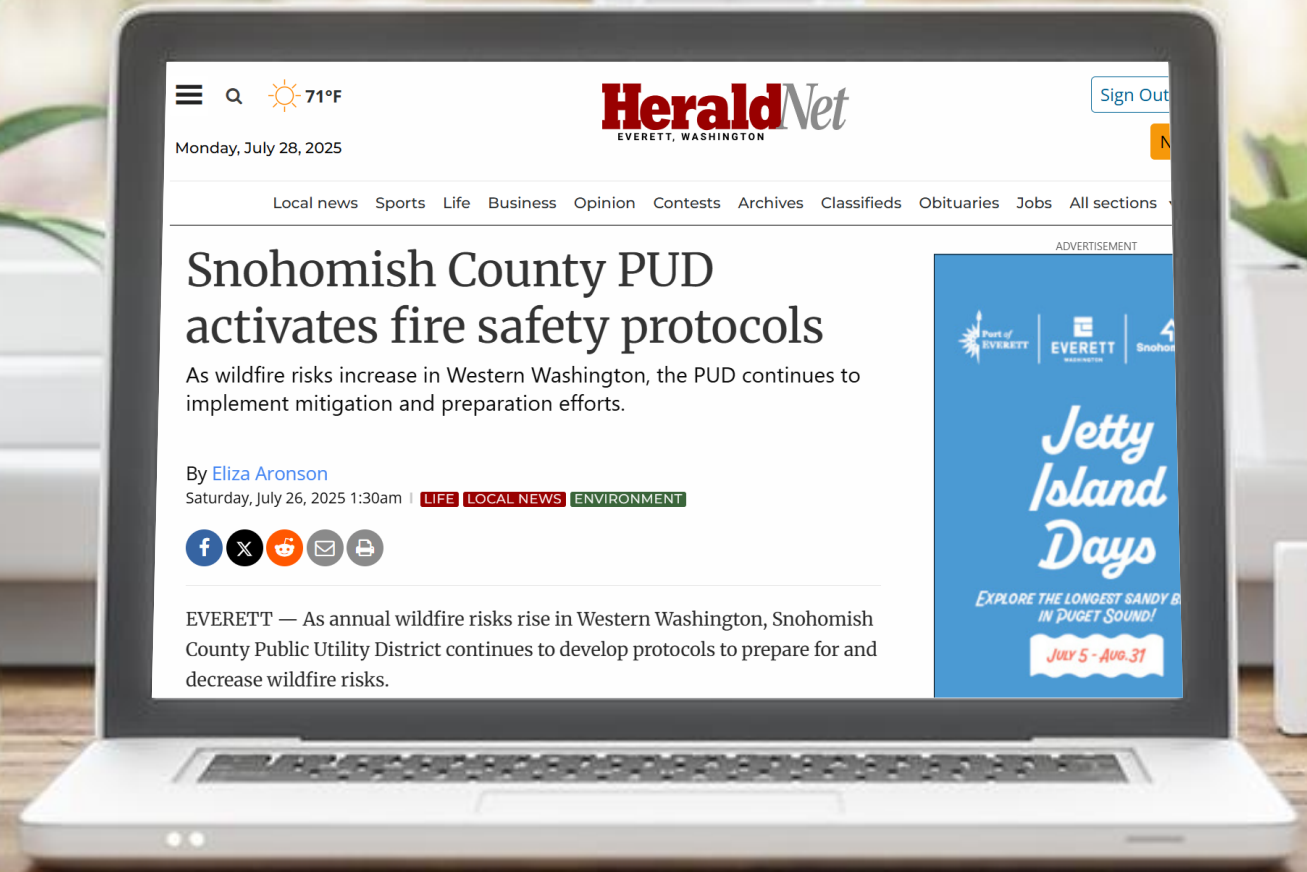 71°F
HeraldNet
EVERETT, WASHINGTON
Sign Out
Monday, July 28, 2025
N
Local news Sports Life Business Opinion Contests Archives Classifieds Obituaries Jobs All sections
ADVERTISEMENT
Snohomish County PUD
activates fire safety protocols
As wildfire risks increase in Western Washington, the PUD continues to
implement mitigation and preparation efforts.
By Eliza Aronson
Saturday, July 26, 2025 1:30am | LIFE LOCAL NEWS ENVIRONMENT
EVERETT — As annual wildfire risks rise in Western Washington, Snohomish
County Public Utility District continues to develop protocols to prepare for and
decrease wildfire risks.
Port of
EVERETT
EVERETT
WASHINGTON
Snoho
Jetty
Island
Days
EXPLORE THE LONGEST SANDY B
IN PUGET SOUND!
JULY 5 - AUG.31